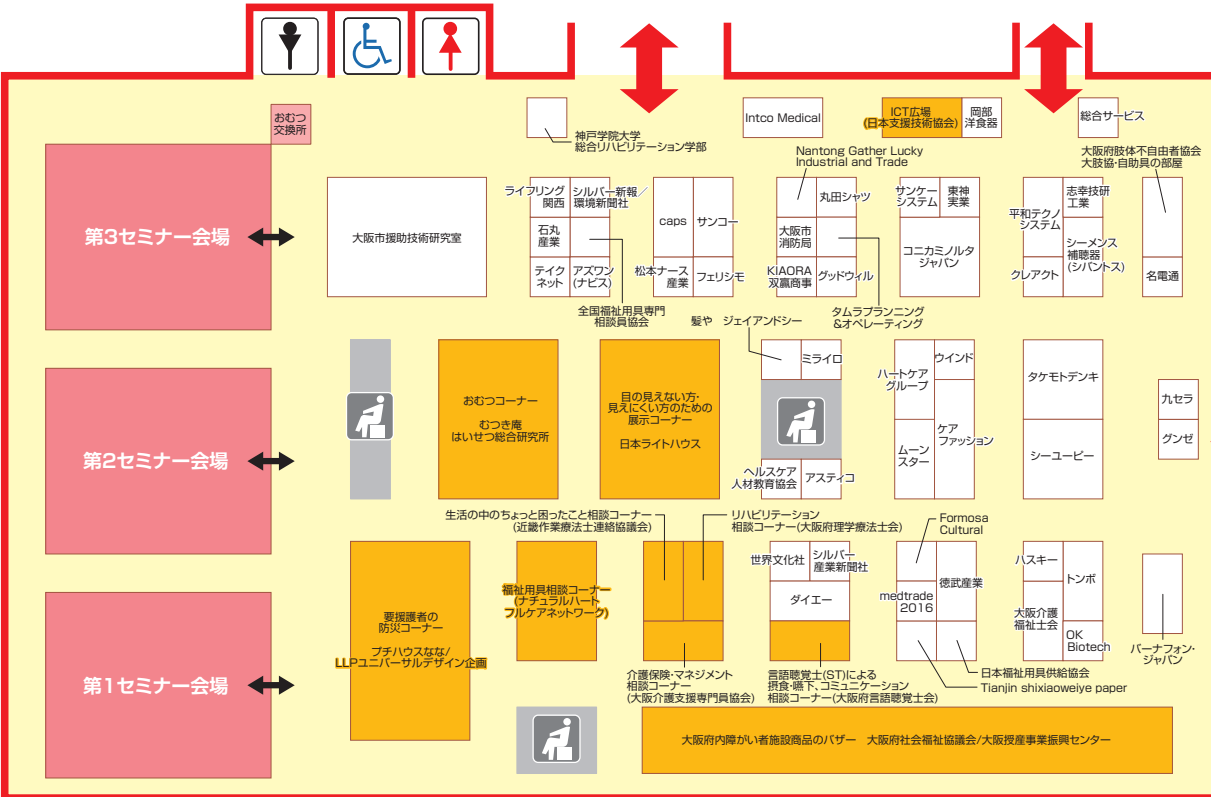 おむつ
交換所
神戸学院大学
総合リハビリテーション学部
Intco Medical
ICT広場
(日本支援技術協会)
岡部
洋食器
総合サービス
大阪府肢体不自由者協会
大肢協・自助具の部屋
Nantong Gather Lucky
Industrial and Trade
第3セミナー会場
大阪市援助技術研究室
ライフリング
関西
シルバー新報/
環境新聞社
石丸
産業
テイク
ネット
アズワン
(ナビス)
全国福祉用具専門
相談員協会
caps
サンコー
松本ナース
産業
フェリシモ
丸田シャツ
大阪市
消防局
KIAORA
双赢商事
グッドウィル
タムラプランニング
&オペレーティング
サンケー
システム
東神
実業
コニカミノルタ
ジャパン
平和テクノ
システム
志幸技研
工業
シーメンス
補聴器
(シバントス)
クレアクト
名電通
髪や ジェイアンドシー
ミライロ
第2セミナー会場
おむつコーナー
むつき庵
はいせつ総合研究所
目の見えない方・
見えにくい方のための
展示コーナー
日本ライトハウス
ヘルスケア
人材教育協会
アスティコ
ハートケア
グループ
ウインド
ムーン
スター
ケア
ファッション
タケモトデンキ
シーユーピー
九セラ
グンゼ
生活の中のちょっと困ったこと相談コーナー
(近畿作業療法士連絡協議会)
リハビリテーション
相談コーナー(大阪府理学療法士会)
Formosa
Cultural
第1セミナー会場
要援護者の
防災コーナー
プチハウスなな/
LLPユニバーサルデザイン企画
福祉用具相談コーナー
(ナチュラルハート
フルケアネットワーク)
介護保険・マネジメント
相談コーナー
(大阪介護支援専門員協会)
世界文化社
シルバー
産業新聞社
ダイエー
言語聴覚士(ST)による
摂食・嚥下、コミュニケーション
相談コーナー(大阪府言語聴覚士会)
medtrade
2016
徳武産業
日本福祉用具供給協会
Tianjin shixiaoweiye paper
ハスキー
トンボ
大阪介護
福祉士会
OK
Biotech
バーナフォン・
ジャパン
大阪府内障がい者施設商品のバザー 大阪府社会福祉協議会/大阪授産事業振興センター